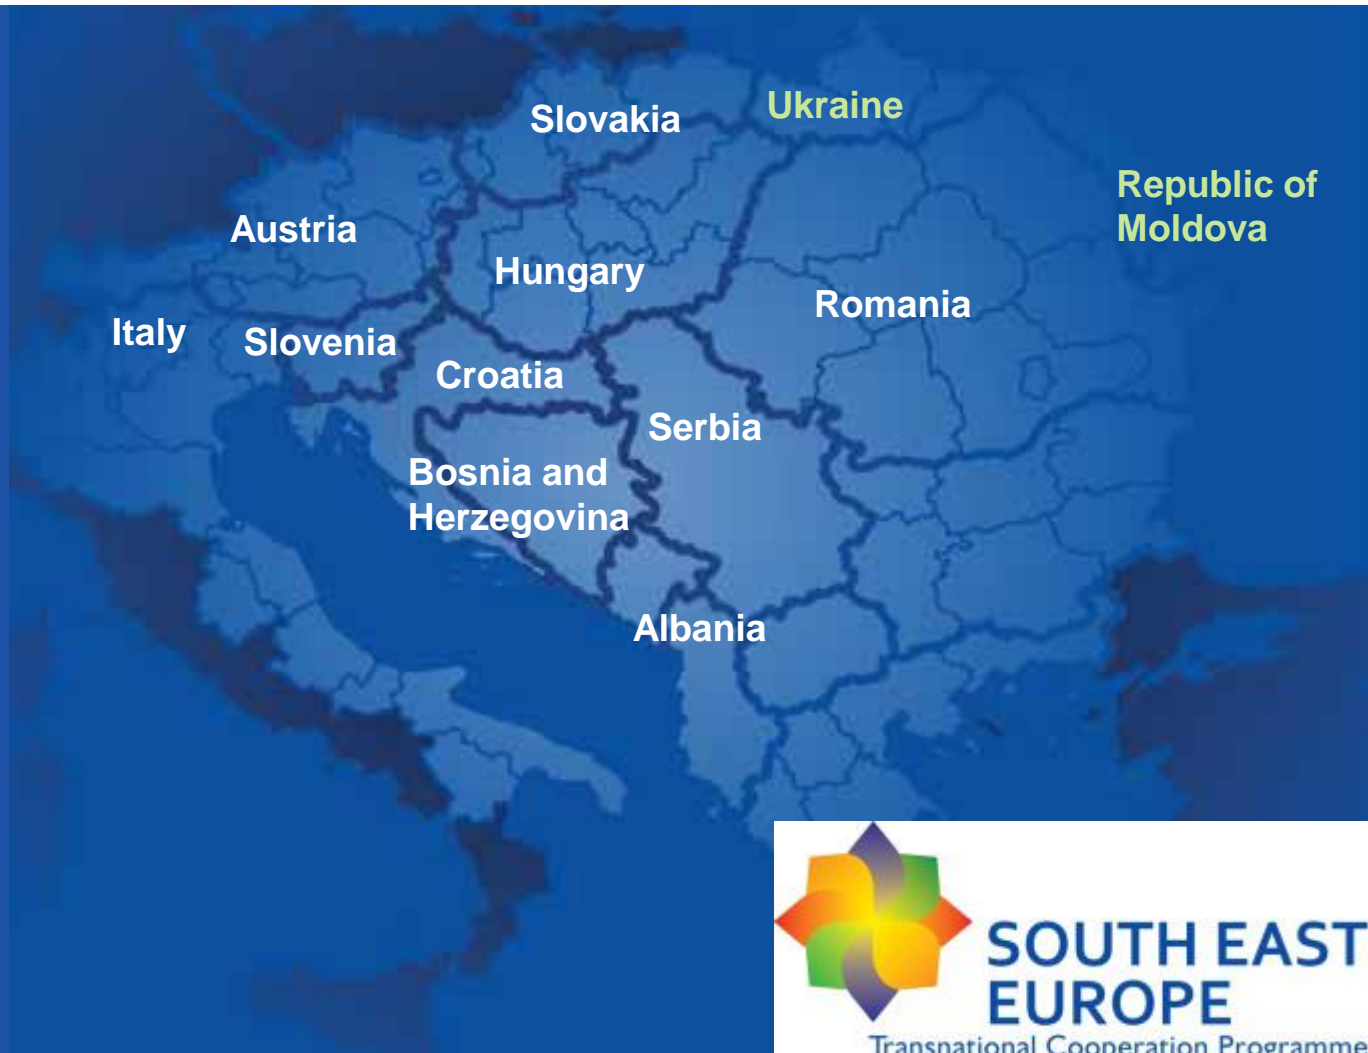 Slovakia
Ukraine
Republic of
Moldova
Austria
Hungary
Romania
Italy
Slovenia
Croatia
Serbia
Bosnia and
Herzegovina
Albania
SOUTH EAST
EUROPE
Transnational Cooperation Programme